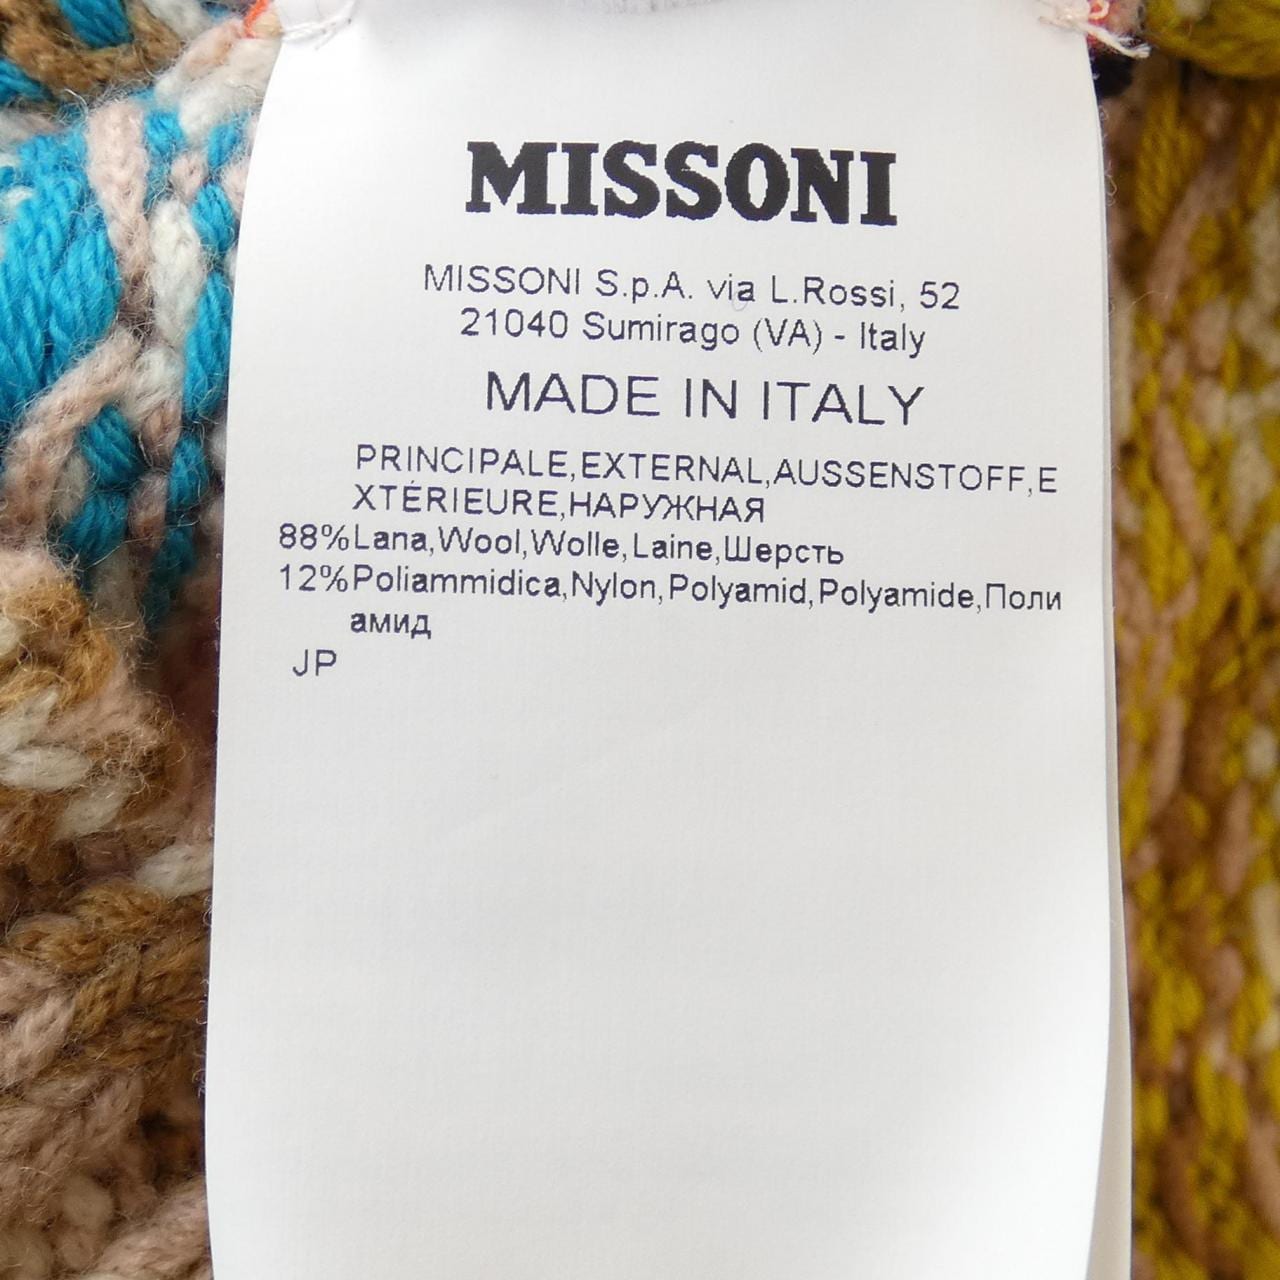 MISSONI
MISSONI S.p.A. via L.Rossi, 52
21040 Sumirago (VA) - Italy
MADE IN ITALY
PRINCIPALE,EXTERNAL,AUSSENSTOFF,E
XTÉRIEURE,НАРУЖНАЯ
88%Lana,Wool,Wolle,Laine,Шерсть
12%Poliammidica,Nylon,Polyamid,Polyamide,Поли
амид
JP